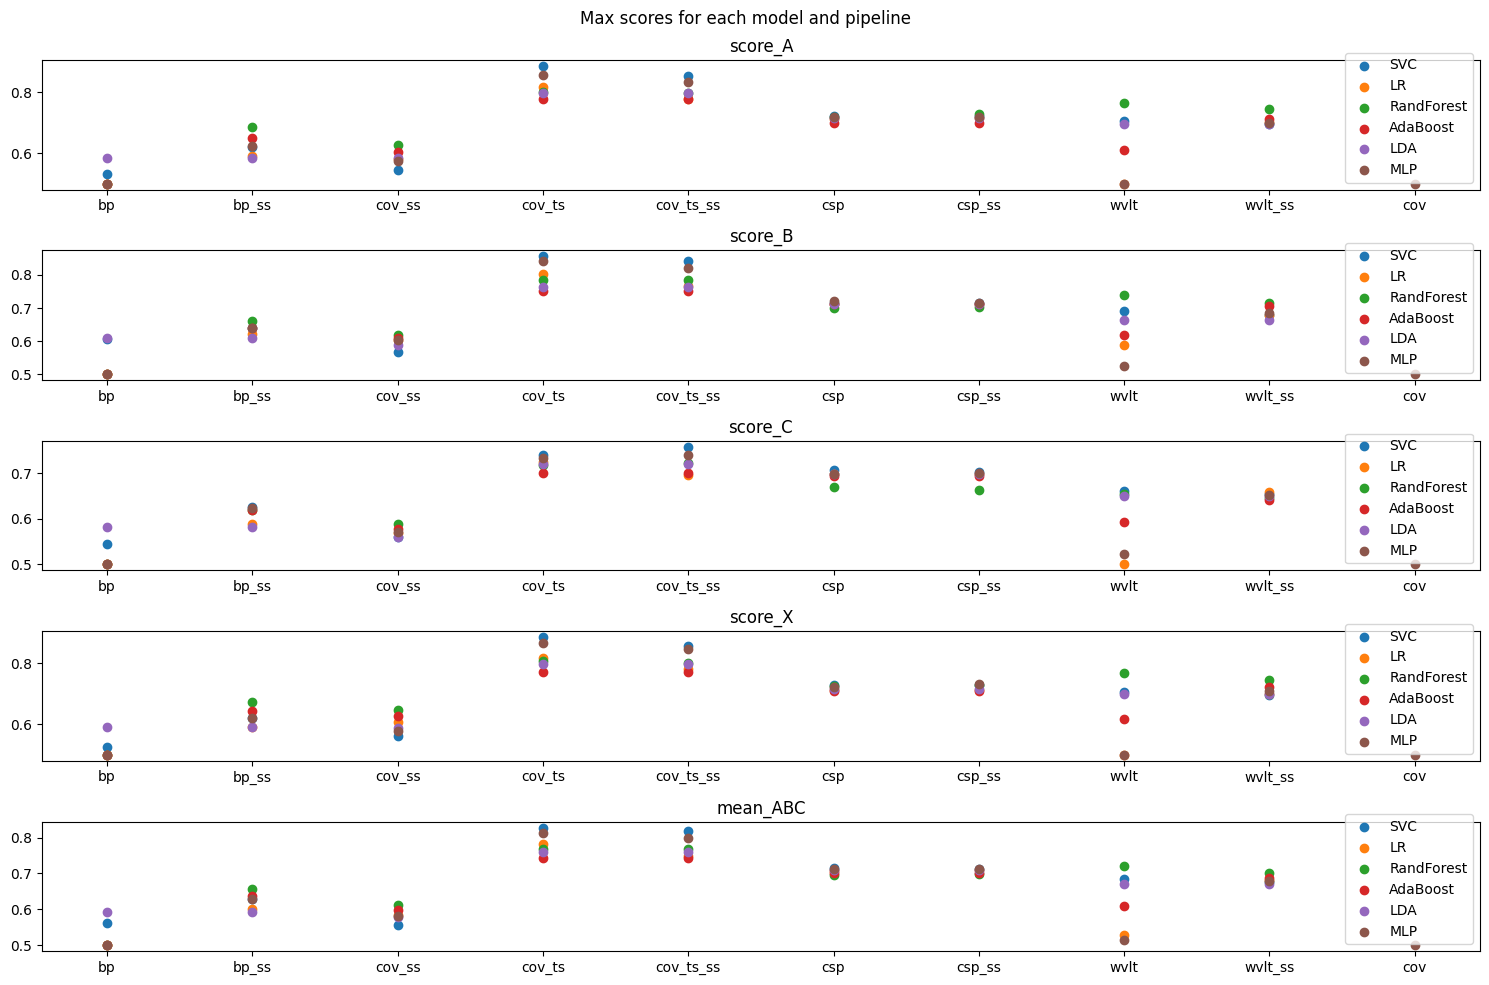 Max scores for each model and pipeline
score_A
0.8
0.6
SVC
LR
RandForest
AdaBoost
LDA
MLP
bp bp_ss cov_ss cov_ts cov_ts_ss csp csp_ss wvlt wvlt_ss cov
score_B
0.8
0.7
0.6
0.5
SVC
LR
RandForest
AdaBoost
LDA
MLP
bp bp_ss cov_ss cov_ts cov_ts_ss csp csp_ss wvlt wvlt_ss cov
score_C
0.7
0.6
0.5
SVC
LR
RandForest
AdaBoost
LDA
MLP
bp bp_ss cov_ss cov_ts cov_ts_ss csp csp_ss wvlt wvlt_ss cov
score_X
0.8
0.6
SVC
LR
RandForest
AdaBoost
LDA
MLP
bp bp_ss cov_ss cov_ts cov_ts_ss csp csp_ss wvlt wvlt_ss cov
mean_ABC
0.8
0.7
0.6
0.5
SVC
LR
RandForest
AdaBoost
LDA
MLP
bp bp_ss cov_ss cov_ts cov_ts_ss csp csp_ss wvlt wvlt_ss cov